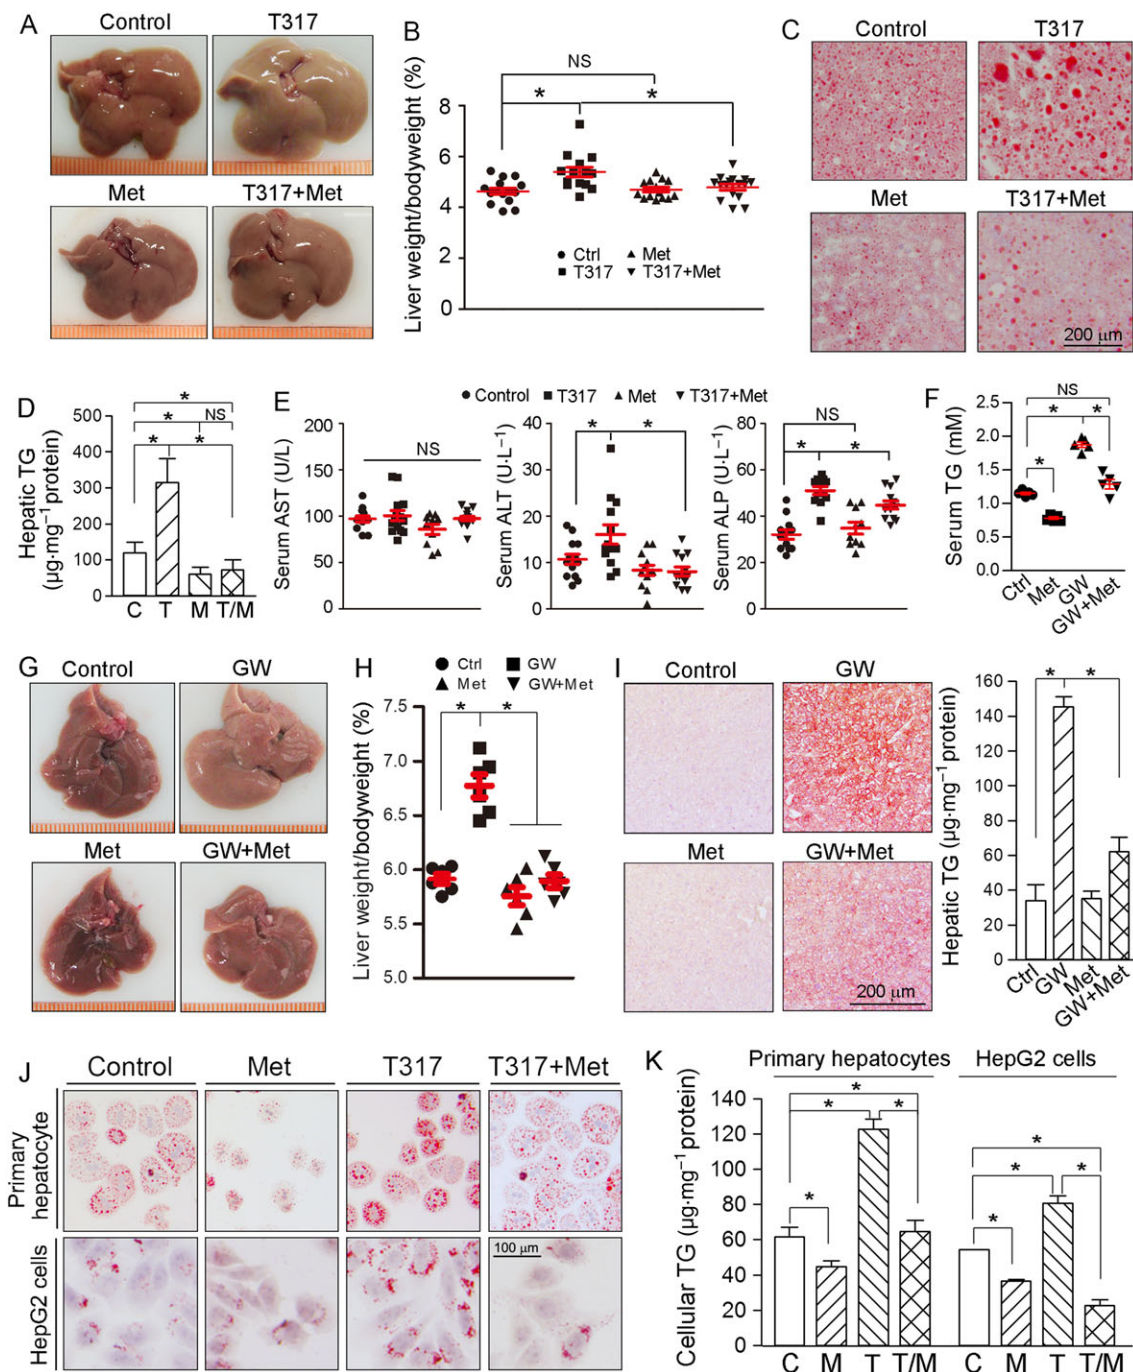 A
Control
T317
Met
T317+Met
B
Liver weight/bodyweight (%)
8
6
4
2
0
NS
*
*
Ctrl
Met
T317
T317+Met
C
Control
T317
Met
T317+Met
200 µm
D
Hepatic TG
(µg·mg⁻¹ protein)
500
400
300
200
100
0
*
*
NS
*
*
C T M T/M
E
Control T317 Met T317+Met
Serum AST (U/L)
200
150
100
50
0
NS
Serum ALT (U·L⁻¹)
40
30
20
10
0
*
*
Serum ALP (U·L⁻¹)
80
60
40
20
0
NS
*
*
F
Serum TG (mM)
2.5
2.0
1.5
1.0
0.5
0.0
NS
*
*
*
Ctrl
Met
GW
GW+Met
G
Control
GW
Met
GW+Met
H
Ctrl GW
Met GW+Met
Liver weight/bodyweight (%)
7.5
7.0
6.5
6.0
5.5
5.0
*
*
I
Control
GW
Met
GW+Met
200 µm
Hepatic TG (µg·mg⁻¹ protein)
160
140
120
100
80
60
40
20
0
*
*
Ctrl
GW
Met
GW+Met
J
Control Met T317 T317+Met
Primary
hepatocyte
HepG2 cells
100 µm
K
Primary hepatocytes HepG2 cells
Cellular TG (µg·mg⁻¹ protein)
140
120
100
80
60
40
20
0
*
*
*
*
*
*
*
*
C M T T/M C M T T/M